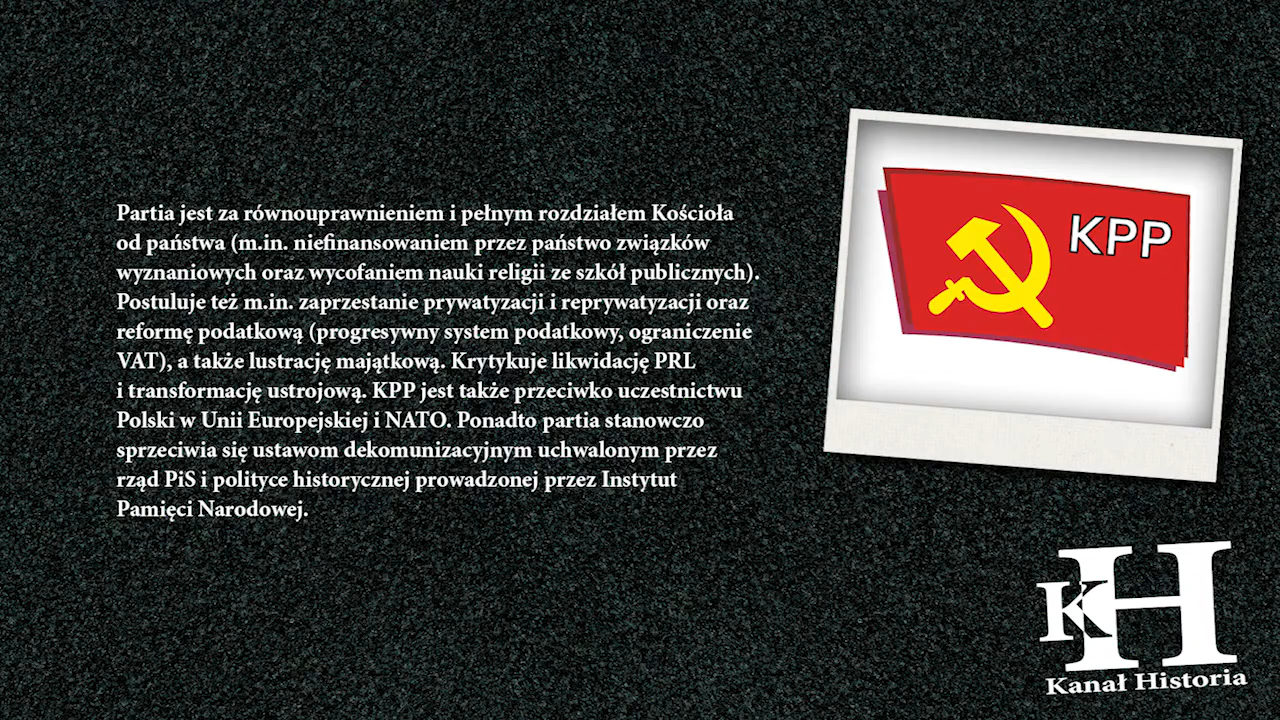 Partia jest za równouprawnieniem i pełnym rozdziałem Kościoła
od państwa (m.in. niefinansowaniem przez państwo związków
wyznaniowych oraz wycofaniem nauki religii ze szkół publicznych).
Postuluje też m.in. zaprzestanie prywatyzacji i reprywatyzacji oraz
reformę podatkową (progresywny system podatkowy, ograniczenie
VAT), a także lustrację majątkową. Krytykuje likwidację PRL
i transformację ustrojową. KPP jest także przeciwko uczestnictwu
Polski w Unii Europejskiej i NATO. Ponadto partia stanowczo
sprzeciwia się ustawom dekomunizacyjnym uchwalonym przez
rząd PiS i polityce historycznej prowadzonej przez Instytut
Pamięci Narodowej.
KPP
KH
Kanał Historia